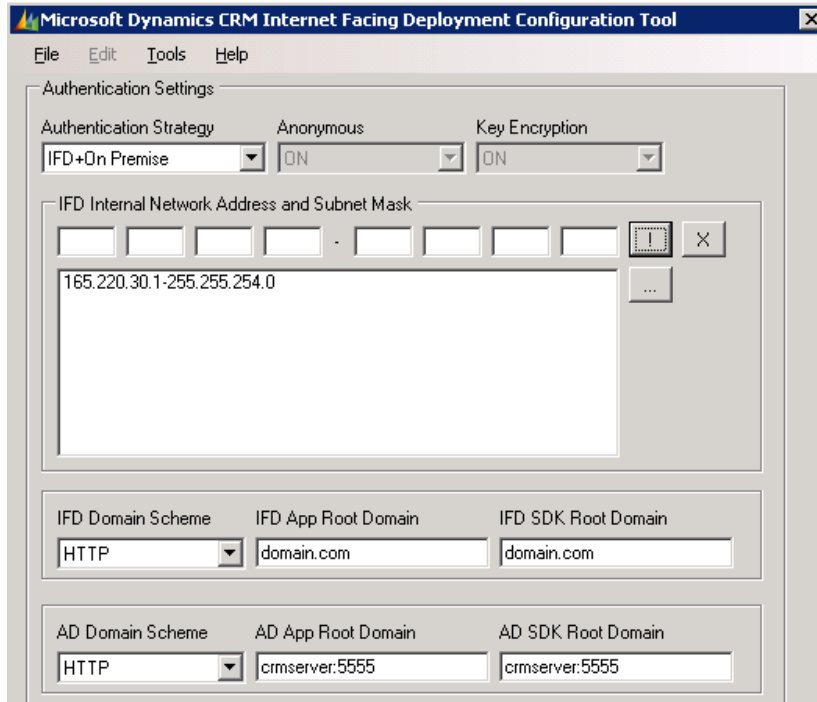 Microsoft Dynamics CRM Internet Facing Deployment Configuration Tool
File Edit Tools Help
Authentication Settings
Authentication Strategy Anonymous Key Encryption
IFD+On Premise ON ON
IFD Internal Network Address and Subnet Mask
- ! X
165.220.30.1-255.255.254.0
...
IFD Domain Scheme IFD App Root Domain IFD SDK Root Domain
HTTP domain.com domain.com
AD Domain Scheme AD App Root Domain AD SDK Root Domain
HTTP crmserver:5555 crmserver:5555